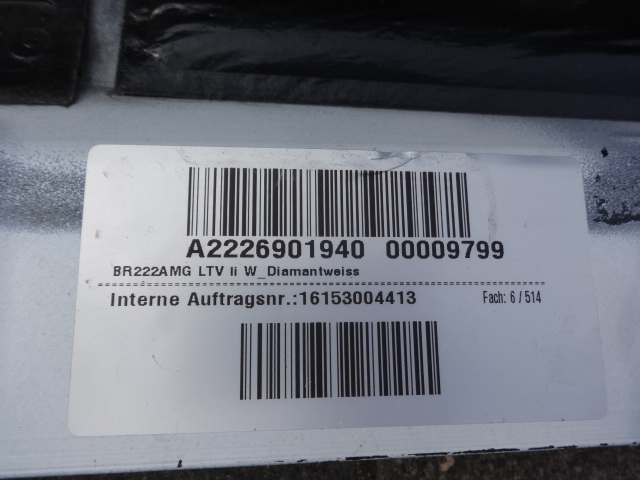 A2226901940 00009799
BR222AMG LTV li W_Diamantweiss
Interne Auftragsnr.:16153004413 Fach: 6 / 514